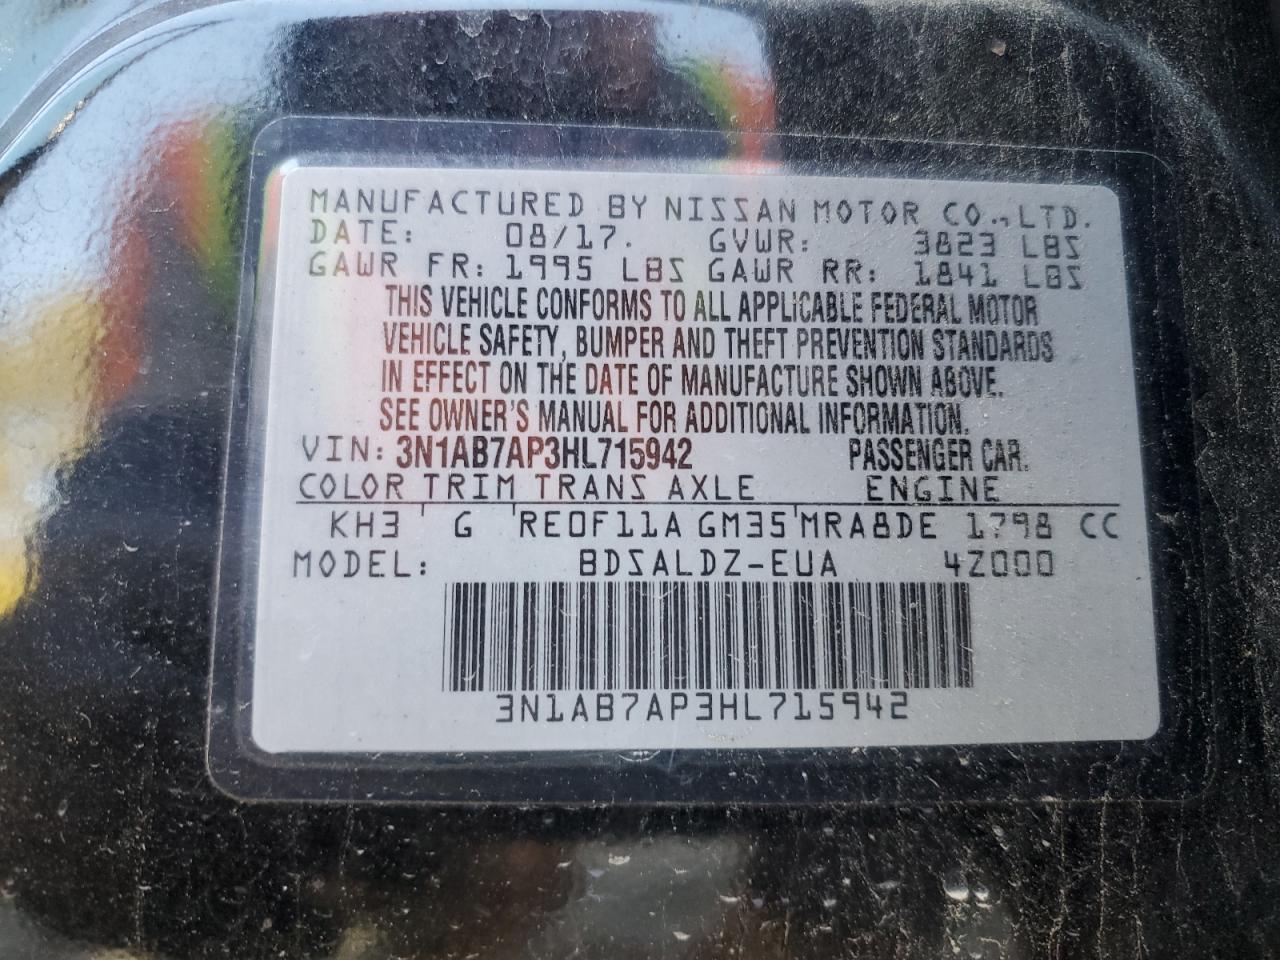 MANUFACTURED BY NISSAN MOTOR CO., LTD.
DATE: 08/17. GVWR: 3823 LBS
GAWR FR: 1995 LBS GAWR RR: 1841 LBS
THIS VEHICLE CONFORMS TO ALL APPLICABLE FEDERAL MOTOR
VEHICLE SAFETY, BUMPER AND THEFT PREVENTION STANDARDS
IN EFFECT ON THE DATE OF MANUFACTURE SHOWN ABOVE.
SEE OWNER'S MANUAL FOR ADDITIONAL INFORMATION.
VIN: 3N1AB7AP3HL715942 PASSENGER CAR.
COLOR TRIM TRANS AXLE ENGINE
KH3 ' G 'RE0F11A GM35'MRA8DE 1798 CC
MODEL: BDSALDZ-EUA 4Z000
3N1AB7AP3HL715942